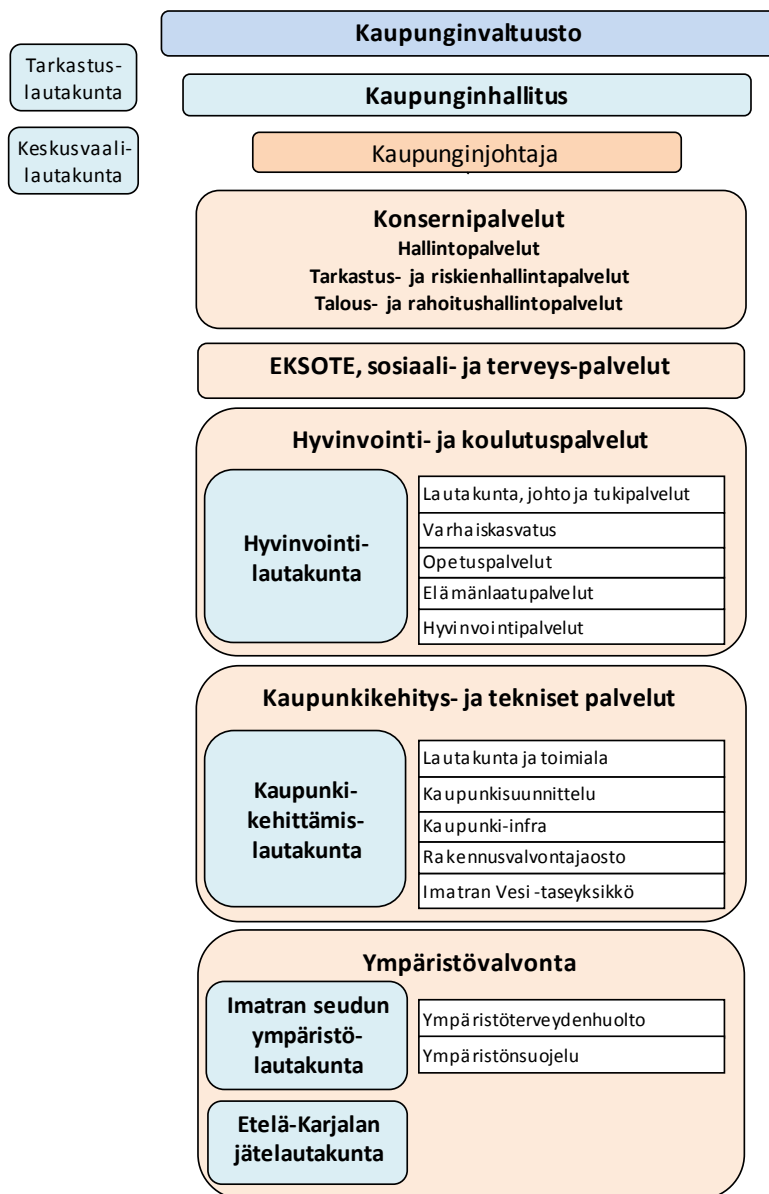 Kaupunginvaltuusto
Tarkastus-
lautakunta
Kaupunginhallitus
Keskusvaali-
lautakunta
Kaupunginjohtaja
Konsernipalvelut
Hallintopalvelut
Tarkastus- ja riskienhallintapalvelut
Talous- ja rahoitushallintopalvelut
EKSOTE, sosiaali- ja terveys-palvelut
Hyvinvointi- ja koulutuspalvelut
Hyvinvointi-
lautakunta
Lautakunta, johto ja tukipalvelut
Varhaiskasvatus
Opetuspalvelut
Elämänlaatupalvelut
Hyvinvointipalvelut
Kaupunkikehitys- ja tekniset palvelut
Kaupunki-
kehittämis-
lautakunta
Lautakunta ja toimiala
Kaupunkisuunnittelu
Kaupunki-infra
Rakennusvalvontajaosto
Imatran Vesi -taseyksikkö
Ympäristövalvonta
Imatran seudun
ympäristö-
lautakunta
Ympäristöterveydenhuolto
Ympäristönsuojelu
Etelä-Karjalan
jätelautakunta